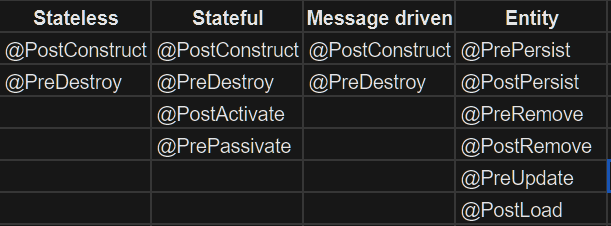 Stateless Stateful Message driven Entity
@PostConstruct @PostConstruct @PostConstruct @PrePersist
@PreDestroy @PreDestroy @PreDestroy @PostPersist
@PostActivate @PreRemove
@PrePassivate @PostRemove
@PreUpdate
@PostLoad